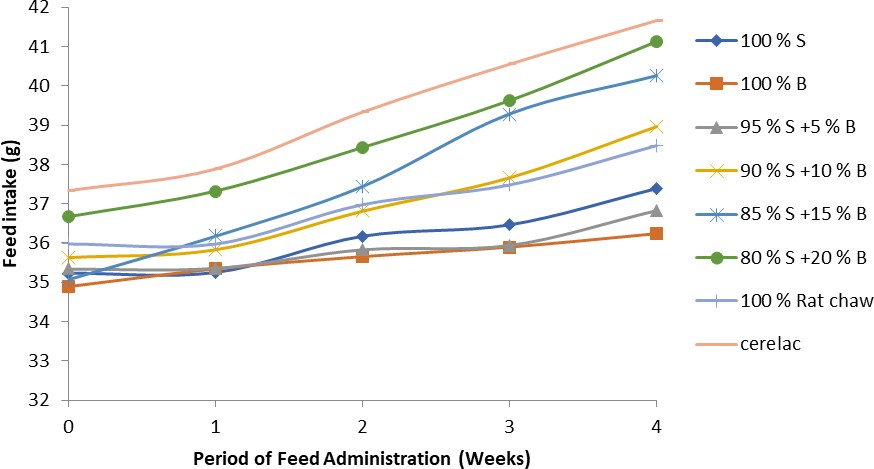 42
41
40
39
38
37
36
35
34
33
32
Feed intake (g)
0 1 2 3 4
Period of Feed Administration (Weeks)
100 % S
100 % B
95 % S +5 % B
90 % S +10 % B
85 % S +15 % B
80 % S +20 % B
100 % Rat chaw
cerelac